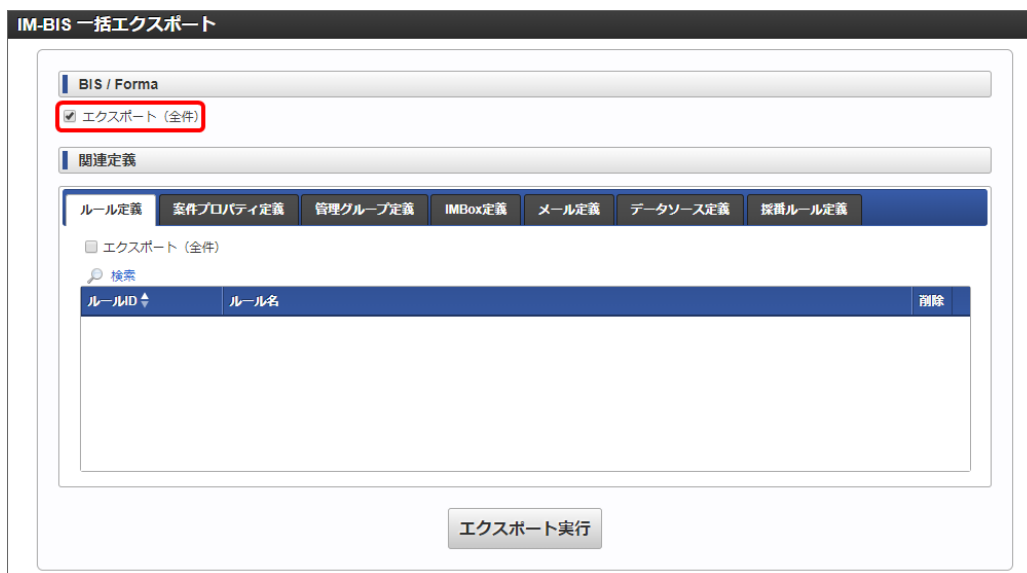 IM-BIS 一括エクスポート
BIS / Forma
エクスポート（全件）
関連定義
ルール定義 案件プロパティ定義 管理グループ定義 IMBox定義 メール定義 データソース定義 採番ルール定義
エクスポート（全件）
検索
ルールID ルール名 削除
エクスポート実行